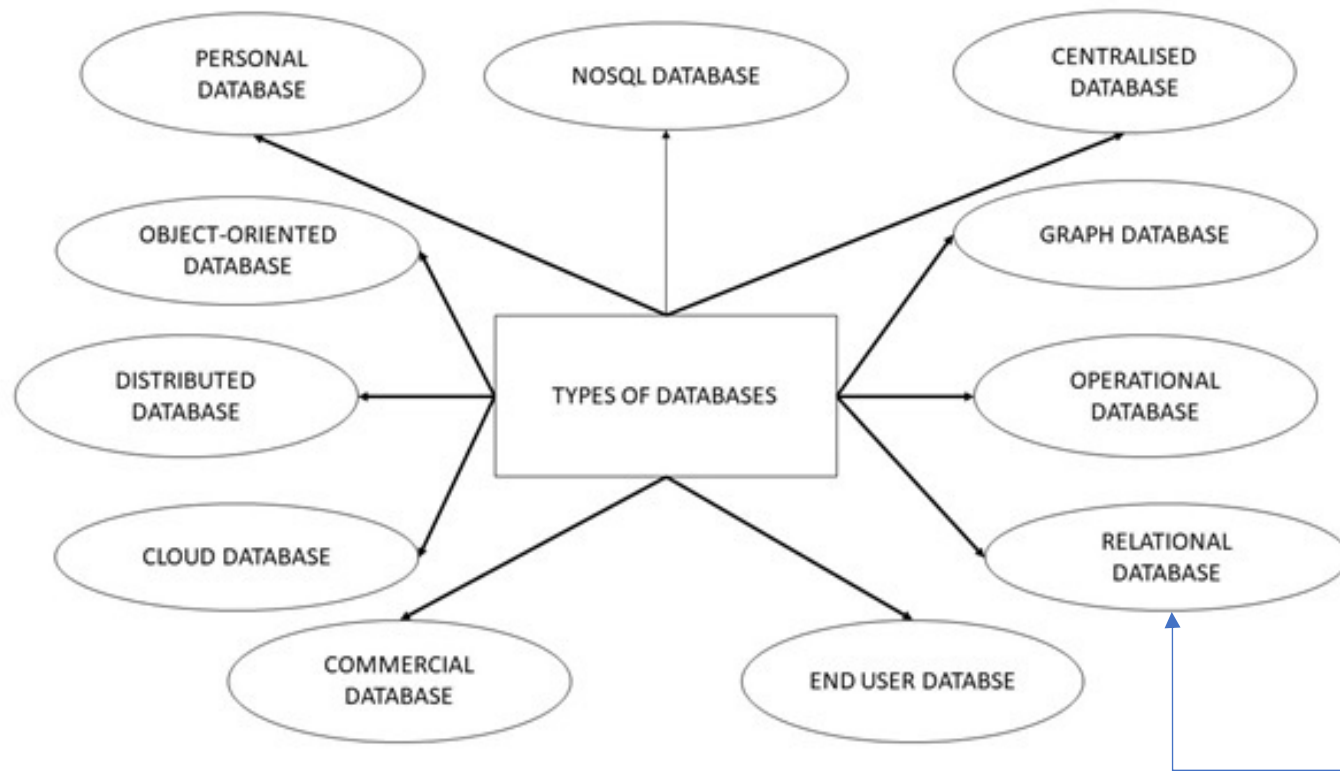 PERSONAL
DATABASE
NOSQL DATABASE
CENTRALISED
DATABASE
OBJECT-ORIENTED
DATABASE
GRAPH DATABASE
DISTRIBUTED
DATABASE
TYPES OF DATABASES
OPERATIONAL
DATABASE
CLOUD DATABASE
RELATIONAL
DATABASE
COMMERCIAL
DATABASE
END USER DATABSE